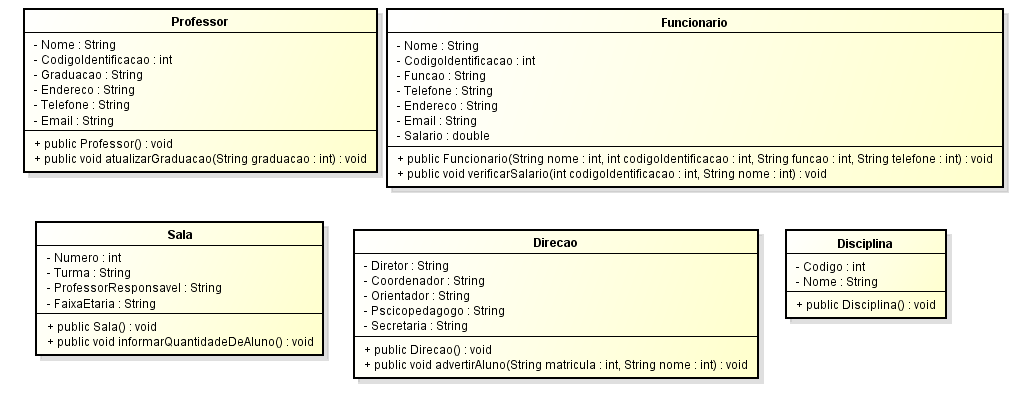 Professor
- Nome : String
- CodigoIdentificacao : int
- Graduacao : String
- Endereco : String
- Telefone : String
- Email : String
+ public Professor() : void
+ public void atualizarGraduacao(String graduacao : int) : void
Funcionario
- Nome : String
- CodigoIdentificacao : int
- Funcao : String
- Telefone : String
- Endereco : String
- Email : String
- Salario : double
+ public Funcionario(String nome : int, int codigoIdentificacao : int, String funcao : int, String telefone : int) : void
+ public void verificarSalario(int codigoIdentificacao : int, String nome : int) : void
Sala
- Numero : int
- Turma : String
- ProfessorResponsavel : String
- FaixaEtaria : String
+ public Sala() : void
+ public void informarQuantidadeDeAluno() : void
Direcao
- Diretor : String
- Coordenador : String
- Orientador : String
- Pscicopedagogo : String
- Secretaria : String
+ public Direcao() : void
+ public void advertirAluno(String matricula : int, String nome : int) : void
Disciplina
- Codigo : int
- Nome : String
+ public Disciplina() : void